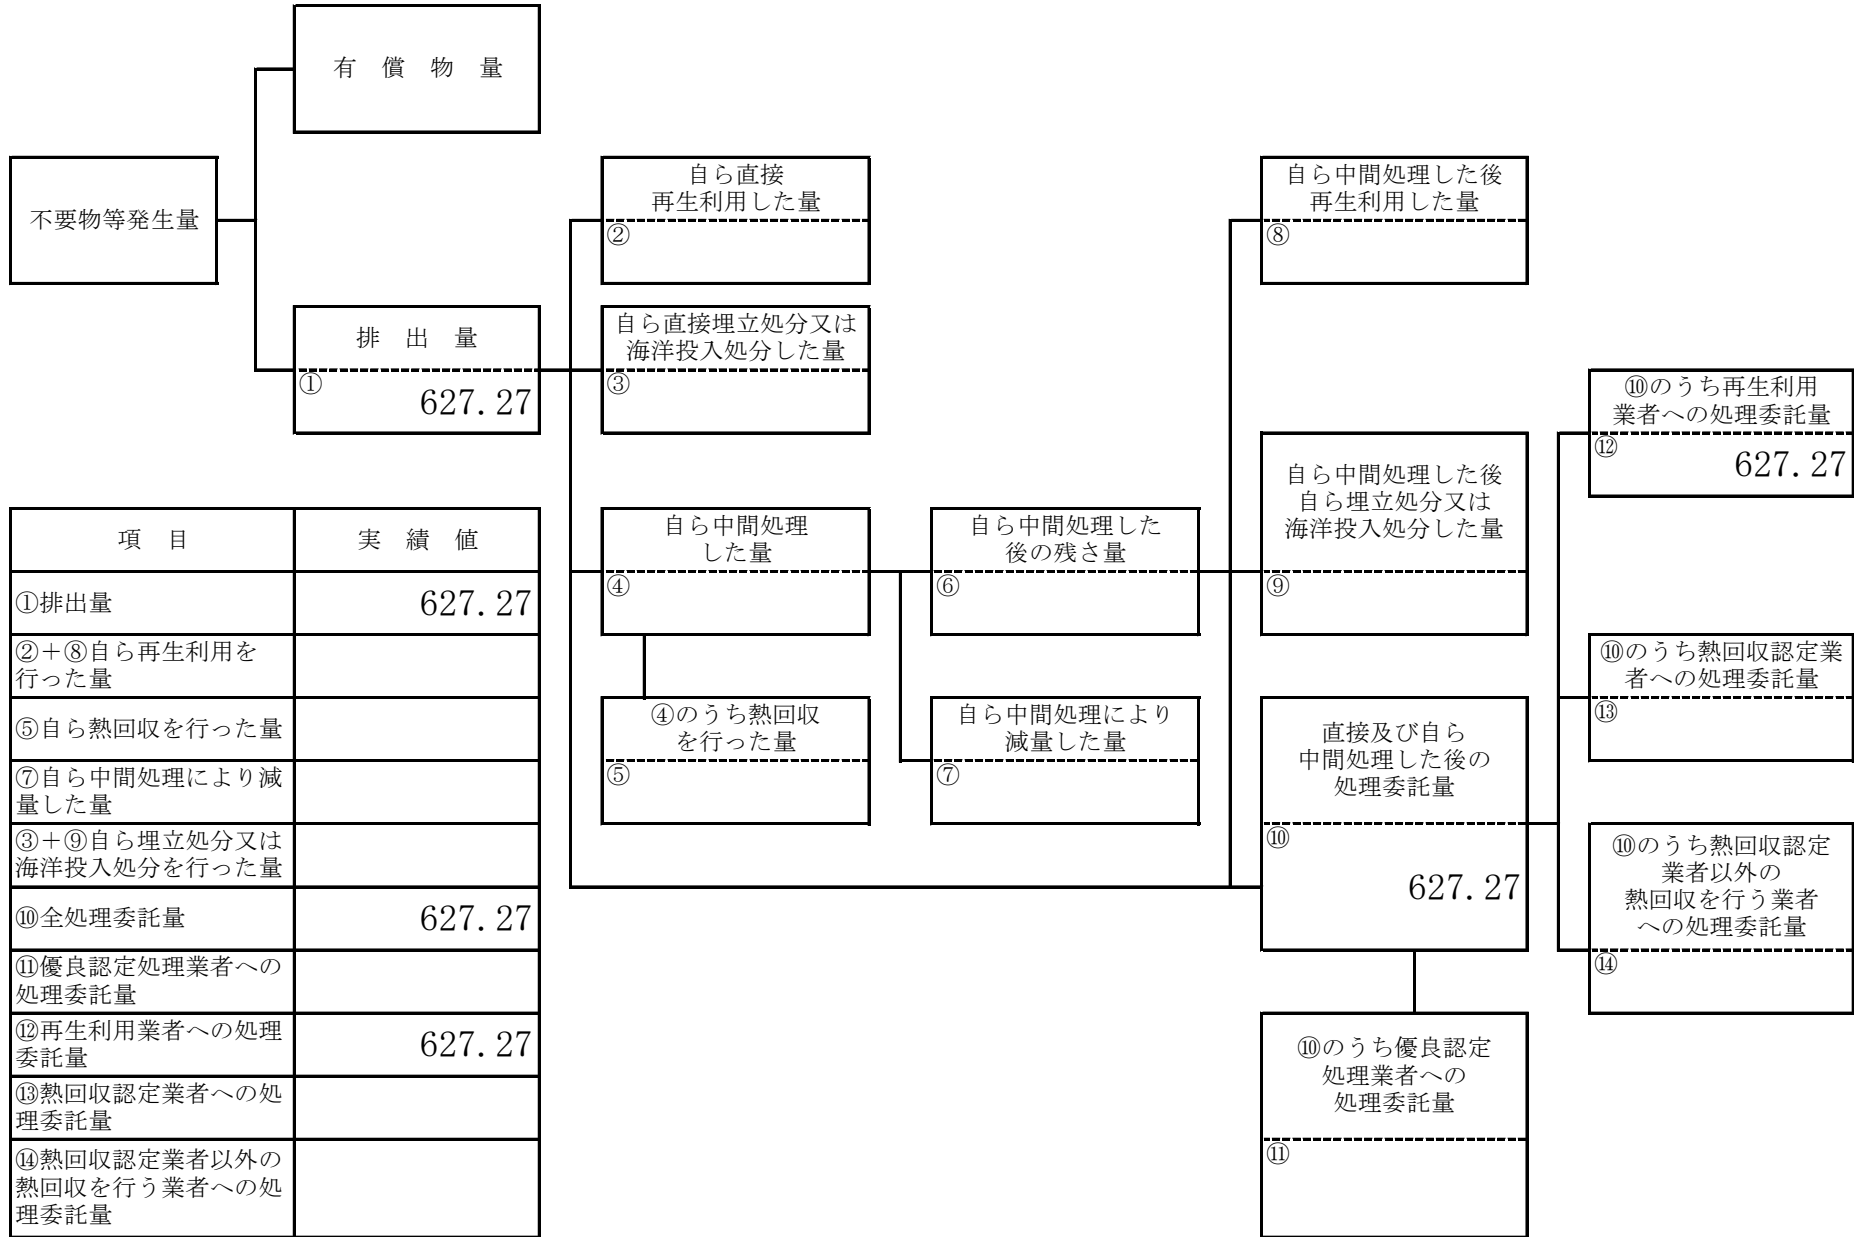 有 償 物 量
不要物等発生量
排 出 量
①
627.27
自ら直接
再生利用した量
②
自ら直接埋立処分又は
海洋投入処分した量
③
自ら中間処理
した量
④
④のうち熱回収
を行った量
⑤
自ら中間処理した
後の残さ量
⑥
自ら中間処理により
減量した量
⑦
自ら中間処理した後
再生利用した量
⑧
自ら中間処理した後
自ら埋立処分又は
海洋投入処分した量
⑨
直接及び自ら
中間処理した後の
処理委託量
⑩
627.27
⑩のうち優良認定
処理業者への
処理委託量
⑪
⑩のうち再生利用
業者への処理委託量
⑫
627.27
⑩のうち熱回収認定業
者への処理委託量
⑬
⑩のうち熱回収認定
業者以外の
熱回収を行う業者
への処理委託量
⑭
項 目 実 績 値
①排出量 627.27
②+⑧自ら再生利用を
行った量
⑤自ら熱回収を行った量
⑦自ら中間処理により減
量した量
③+⑨自ら埋立処分又は
海洋投入処分を行った量
⑩全処理委託量 627.27
⑪優良認定処理業者への
処理委託量
⑫再生利用業者への処理
委託量 627.27
⑬熱回収認定業者への処
理委託量
⑭熱回収認定業者以外の
熱回収を行う業者への処
理委託量